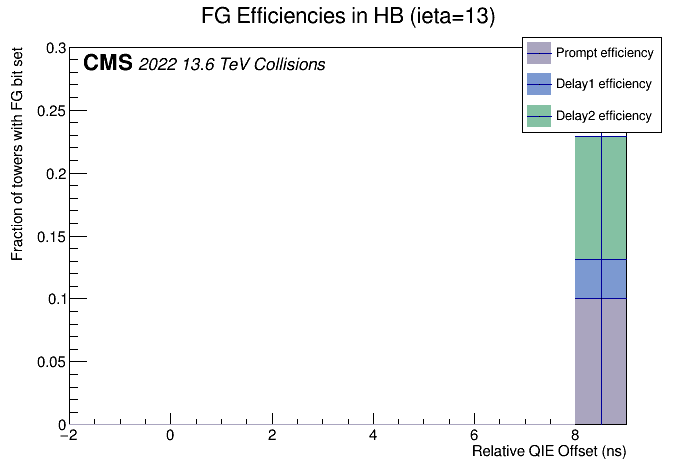 FG Efficiencies in HB (ieta=13)
CMS 2022 13.6 TeV Collisions
Prompt efficiency
Delay1 efficiency
Delay2 efficiency
Fraction of towers with FG bit set
0.3
0.25
0.2
0.15
0.1
0.05
0
−2 0 2 4 6 8
Relative QIE Offset (ns)